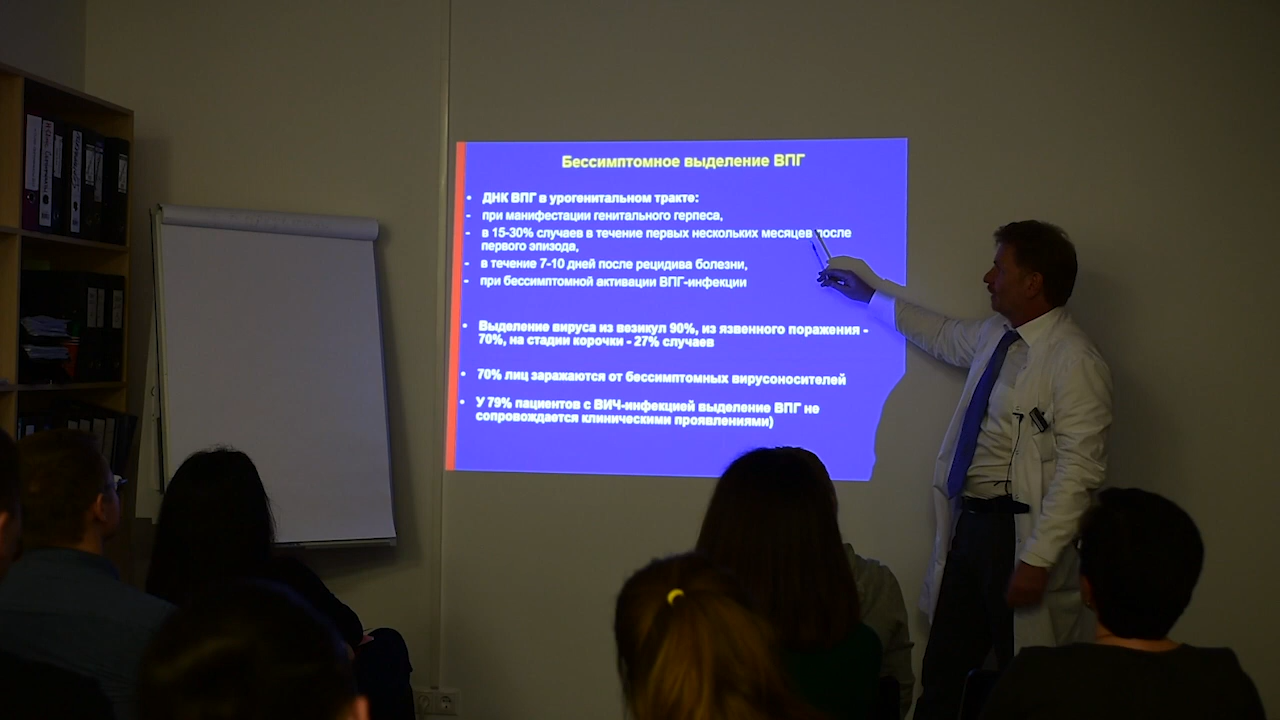 Бессимптомное выделение ВПГ
• ДНК ВПГ в урогенитальном тракте:
- при манифестации генитального герпеса,
- в 15-30% случаев в течение первых нескольких месяцев после
первого эпизода,
- в течение 7-10 дней после рецидива болезни,
- при бессимптомной активации ВПГ-инфекции
• Выделение вируса из везикул 90%, из язвенного поражения -
70%, на стадии корочки - 27% случаев
• 70% лиц заражаются от бессимптомных вирусоносителей
• У 79% пациентов с ВИЧ-инфекцией выделение ВПГ не
сопровождается клиническими проявлениями)